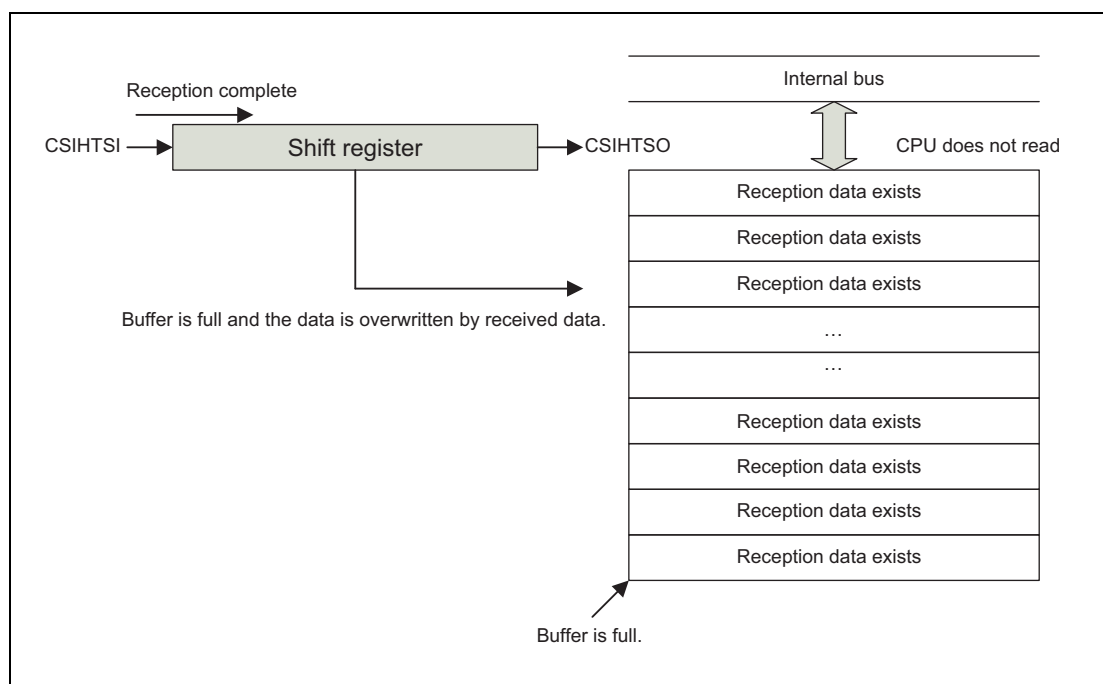 Internal bus
Reception complete
CSIHTSI
Shift register
CSIHTSO
CPU does not read
Reception data exists
Reception data exists
Reception data exists
Buffer is full and the data is overwritten by received data.
…
…
Reception data exists
Reception data exists
Reception data exists
Reception data exists
Buffer is full.